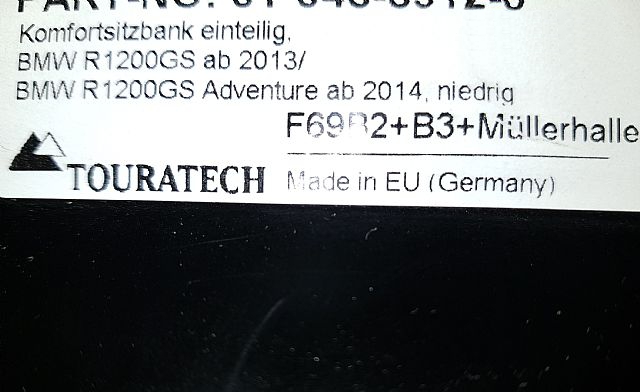 Komfortsitzbank einteilig,
BMW R1200GS ab 2013/
BMW R1200GS Adventure ab 2014, niedrig
F69B2+B3+Müllerhalle
TOURATECH
Made in EU (Germany)